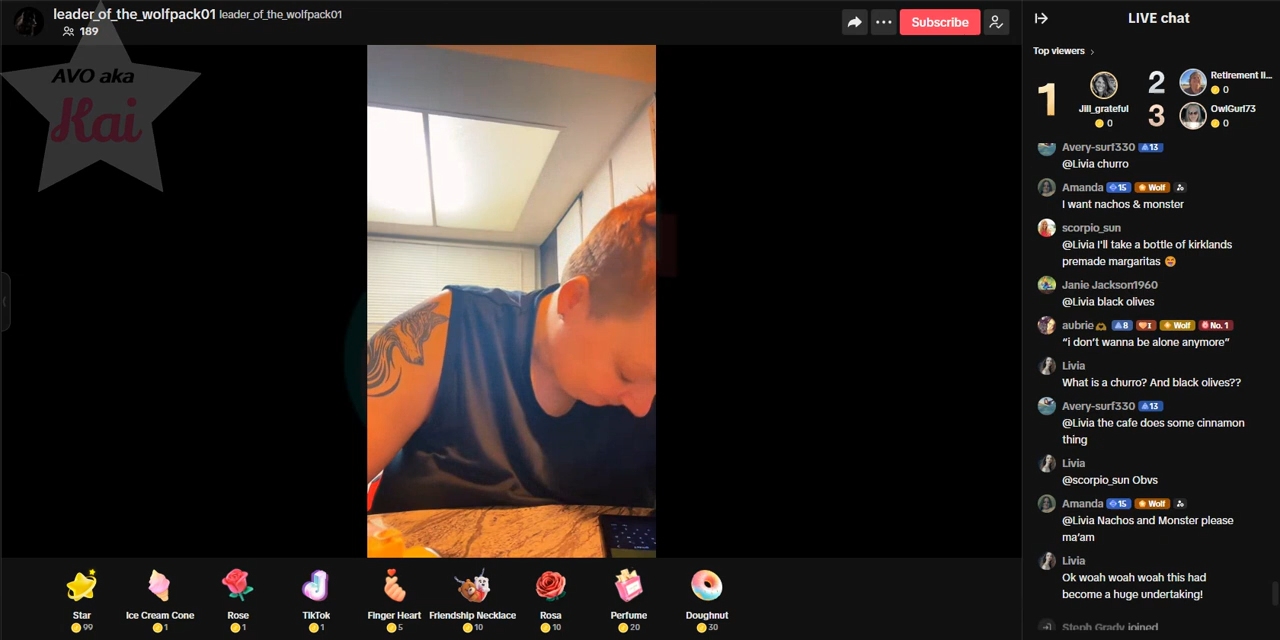 leader_of_the_wolfpack01 leader_of_the_wolfpack01
189
Subscribe
AVO aka
Kai
LIVE chat
Top viewers
1
Jill_grateful
0
2
Retirement li...
0
3
OwlGurl73
0
Avery-surf330 13
@Livia churro
Amanda 15 Wolf
I want nachos & monster
scorpio_sun
@Livia I'll take a bottle of kirklands
premade margaritas
Janie Jackson1960
@Livia black olives
aubrie 8 I Wolf No. 1
“i don’t wanna be alone anymore”
Livia
What is a churro? And black olives??
Avery-surf330 13
@Livia the cafe does some cinnamon
thing
Livia
@scorpio_sun Obvs
Amanda 15 Wolf
@Livia Nachos and Monster please
ma’am
Livia
Ok woah woah woah this had
become a huge undertaking!
Steph Grady joined
Star
99
Ice Cream Cone
1
Rose
1
TikTok
1
Finger Heart
5
Friendship Necklace
10
Rosa
10
Perfume
20
Doughnut
30